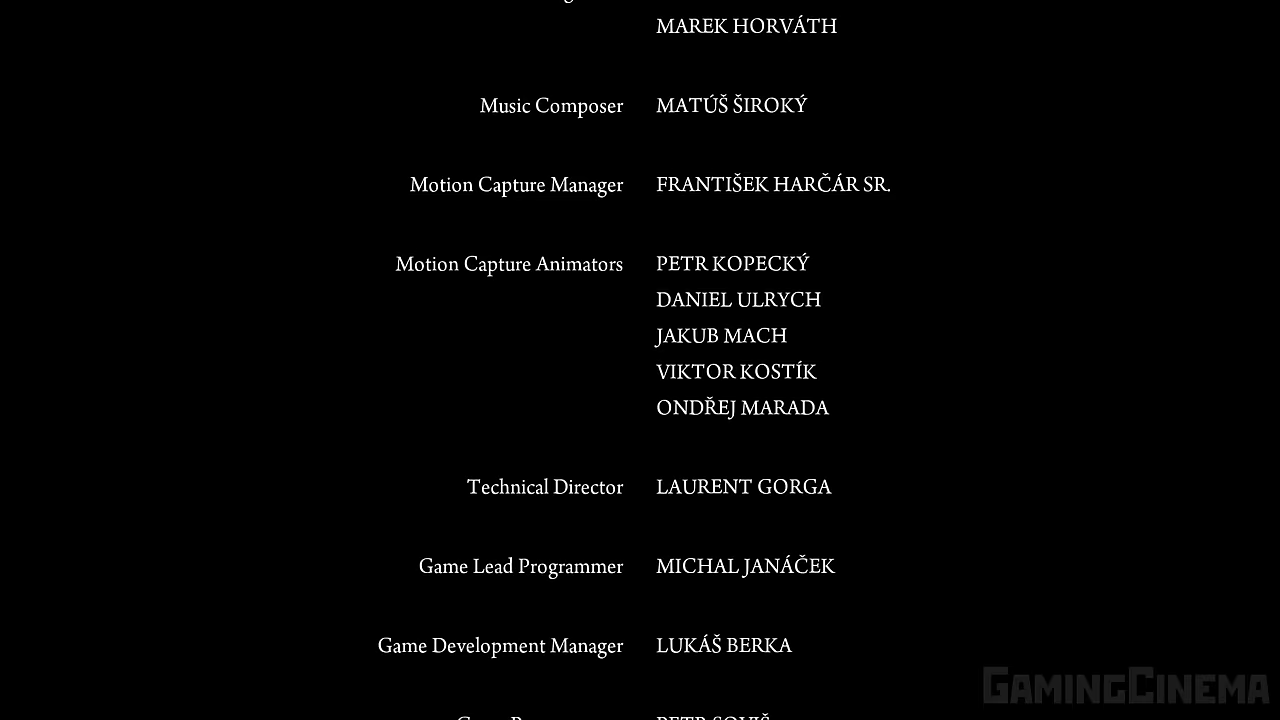 MAREK HORVÁTH
Music Composer MATÚŠ ŠIROKÝ
Motion Capture Manager FRANTIŠEK HARČÁR SR.
Motion Capture Animators PETR KOPECKÝ
DANIEL ULRYCH
JAKUB MACH
VIKTOR KOSTÍK
ONDŘEJ MARADA
Technical Director LAURENT GORGA
Game Lead Programmer MICHAL JANÁČEK
Game Development Manager LUKÁŠ BERKA
GAMINGCINEMA